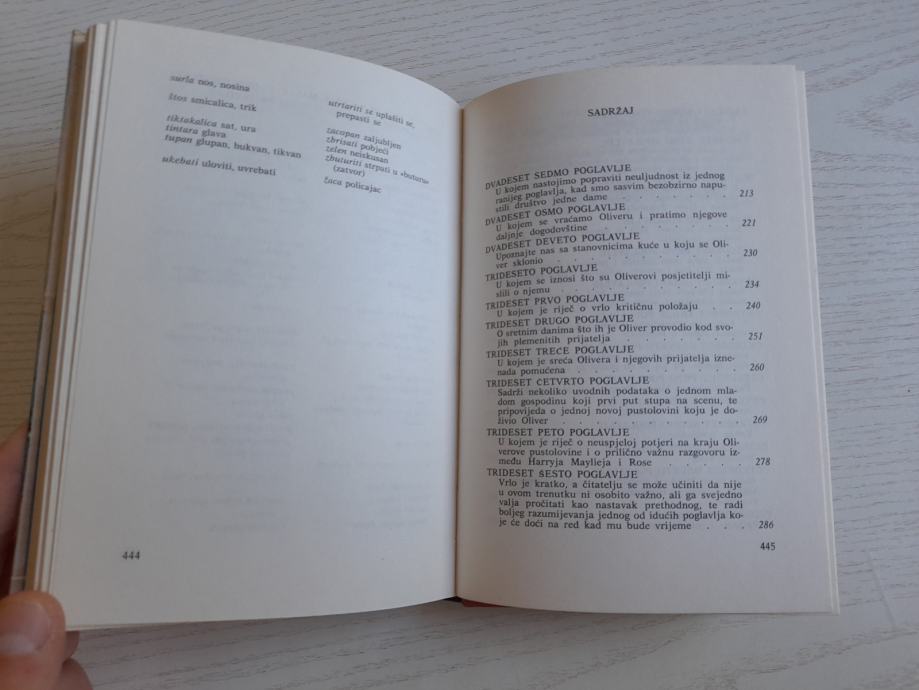 surla nos, nosina
štos smicalica, trik
tiktakalica sat, ura
tintara glava
tupan glupan, bukvan, tikvan
ukebati uloviti, uvrebati
utrtariti se uplašiti se,
prepasti se
zacopan zaljubljen
zbrisati pobjeći
zelen neiskusan
zbuturiti strpati u »buturu«
(zatvor)
žaca policajac
444
SADRŽAJ
DVADESET SEDMO POGLAVLJE
U kojem nastojimo popraviti neuljudnost iz jednog
ranijeg poglavlja, kad smo sasvim bezobzirno napu-
stili društvo jedne dame . . . . . . . 213
DVADESET OSMO POGLAVLJE
U kojem se vraćamo Oliveru i pratimo njegove
daljnje dogodovštine . . . . . . . 221
DVADESET DEVETO POGLAVLJE
Upoznaje nas sa stanovnicima kuće u koju se Oli-
ver sklonio . . . . . . . . . 230
TRIDESETO POGLAVLJE
U kojem se iznosi što su Oliverovi posjetitelji mi-
slili o njemu . . . . . . . . . 234
TRIDESET PRVO POGLAVLJE
U kojem je riječ o vrlo kritičnu položaju . . . 240
TRIDESET DRUGO POGLAVLJE
O sretnim danima što ih je Oliver provodio kod svo-
jih plemenitih prijatelja . . . . . . . 251
TRIDESET TREĆE POGLAVLJE
U kojem je sreća Olivera i njegovih prijatelja izne-
nada pomućena . . . . . . . . 260
TRIDESET ČETVRTO POGLAVLJE
Sadrži nekoliko uvodnih podataka o jednom mla-
dom gospodinu koji prvi put stupa na scenu, te
pripovijeda o jednoj novoj pustolovini koju je do-
živio Oliver . . . . . . . . . 269
TRIDESET PETO POGLAVLJE
U kojem je riječ o neuspjeloj potjeri na kraju Oli-
verove pustolovine i o prilično važnu razgovoru iz-
među Harryja Maylieja i Rose . . . . . 278
TRIDESET ŠESTO POGLAVLJE
Vrlo je kratko, a čitatelju se može učiniti da nije
u ovom trenutku ni osobito važno, ali ga svejedno
valja pročitati kao nastavak prethodnog, te radi
boljeg razumijevanja jednog od idućih poglavlja ko-
je će doći na red kad mu bude vrijeme . . . 286
445